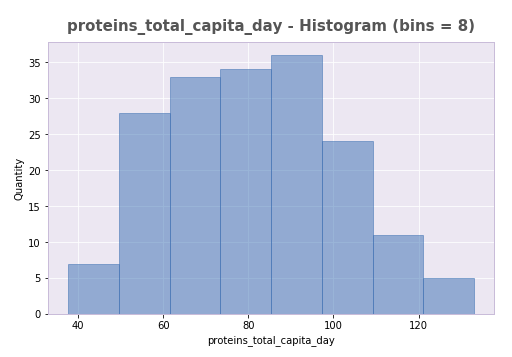 proteins_total_capita_day - Histogram (bins = 8)
35
30
25
20
15
10
5
0
Quantity
40 60 80 100 120
proteins_total_capita_day